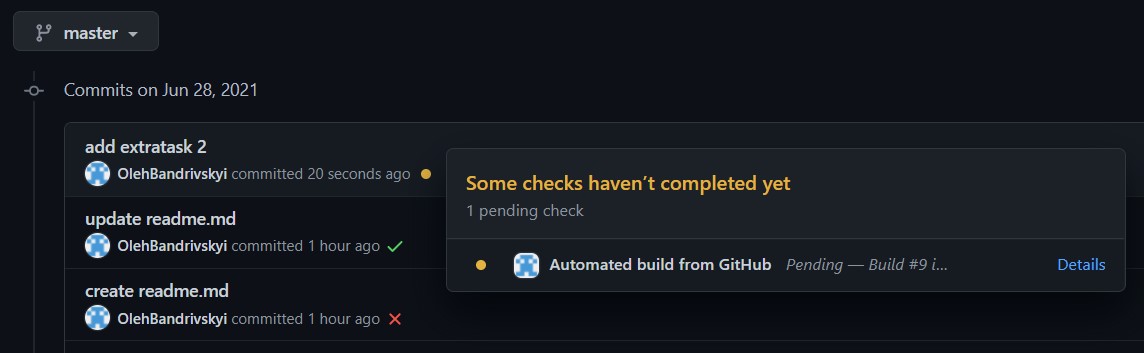 master
Commits on Jun 28, 2021
add extratask 2
OlehBandrivskyi committed 20 seconds ago
update readme.md
OlehBandrivskyi committed 1 hour ago
create readme.md
OlehBandrivskyi committed 1 hour ago
Some checks haven’t completed yet
1 pending check
Automated build from GitHub Pending — Build #9 i... Details